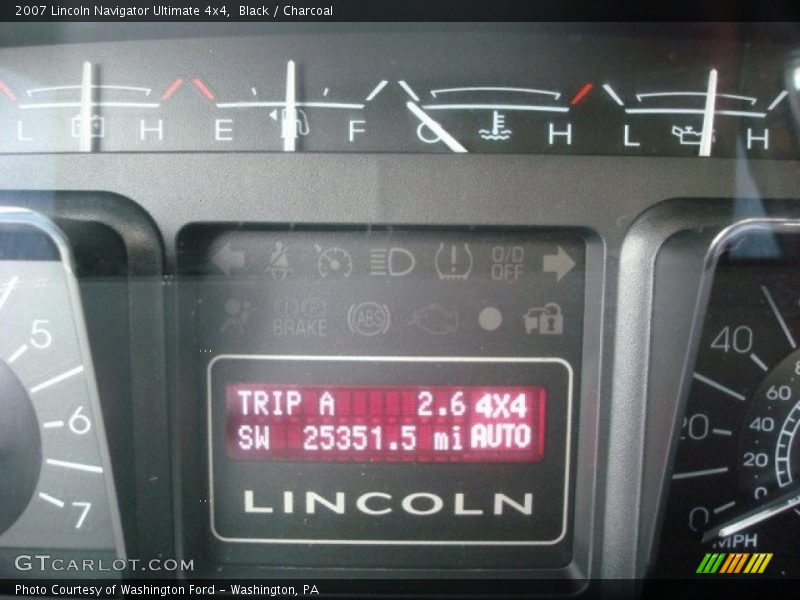 2007 Lincoln Navigator Ultimate 4x4, Black / Charcoal
L H E F C H L H
O/D OFF
BRAKE ABS
TRIP A 2.6 4X4
SW 25351.5 mi AUTO
LINCOLN
5
6
7
40
20
0
MPH
60
40
20
0
GTCarLot.com
Photo Courtesy of Washington Ford - Washington, PA